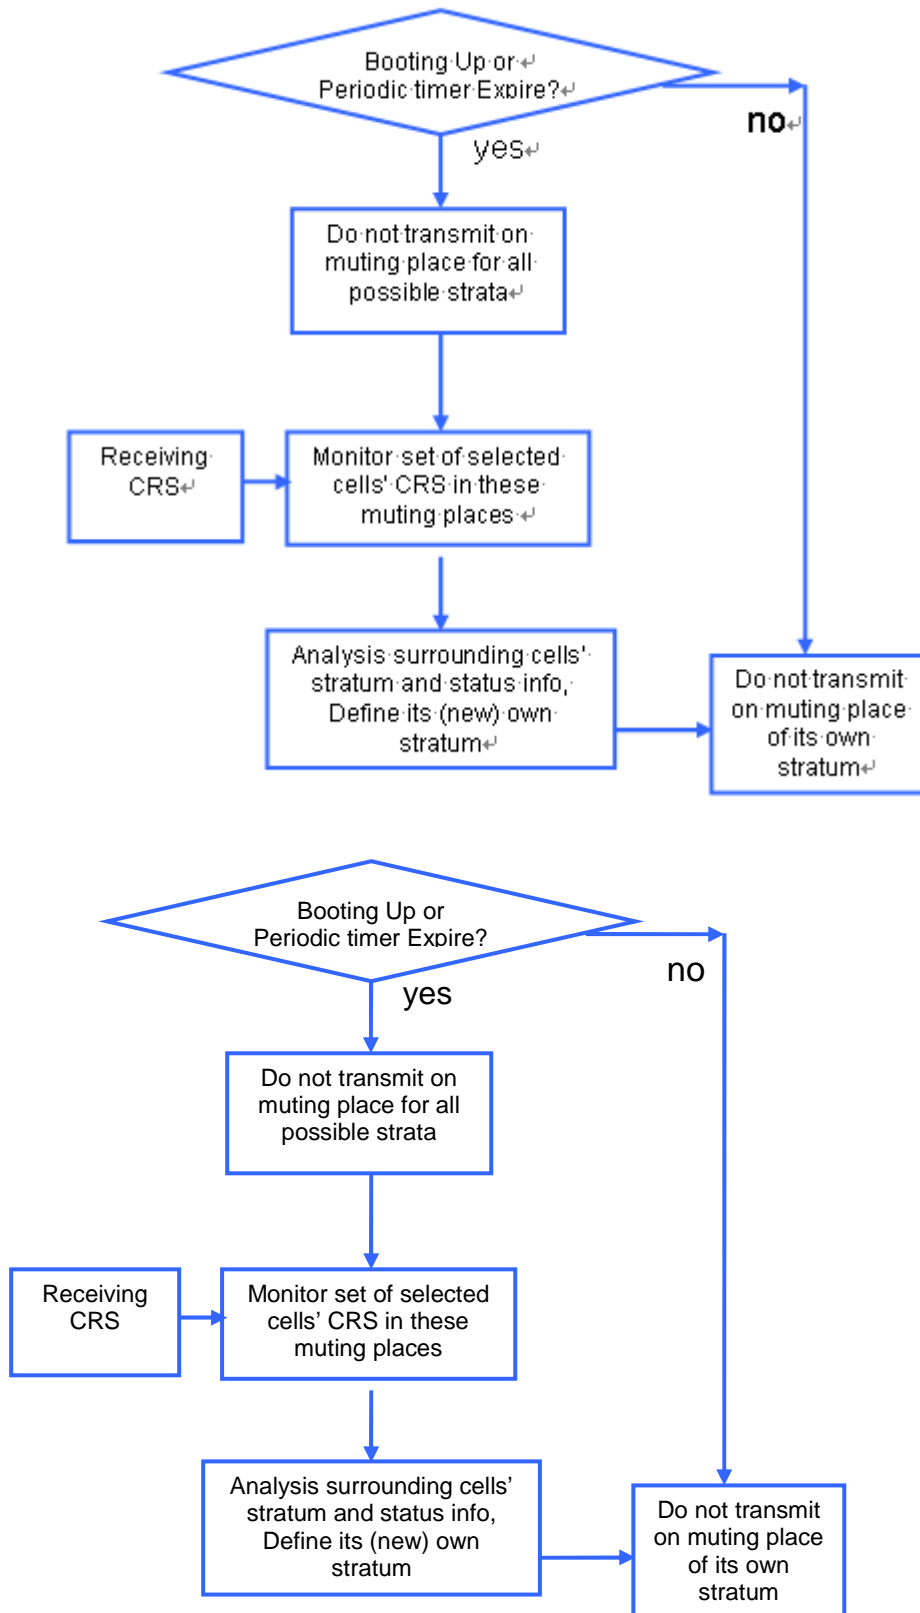 Booting Up or
Periodic timer Expire?
no
yes
Do not transmit on
muting place for all
possible strata
Receiving
CRS
Monitor set of selected
cells' CRS in these
muting places
Analysis surrounding cells'
stratum and status info,
Define its (new) own
stratum
Do not transmit
on muting place
of its own
stratum
Booting Up or
Periodic timer Expire?
no
yes
Do not transmit on
muting place for all
possible strata
Receiving
CRS
Monitor set of selected
cells’ CRS in these
muting places
Analysis surrounding cells’
stratum and status info,
Define its (new) own
stratum
Do not transmit
on muting place
of its own
stratum